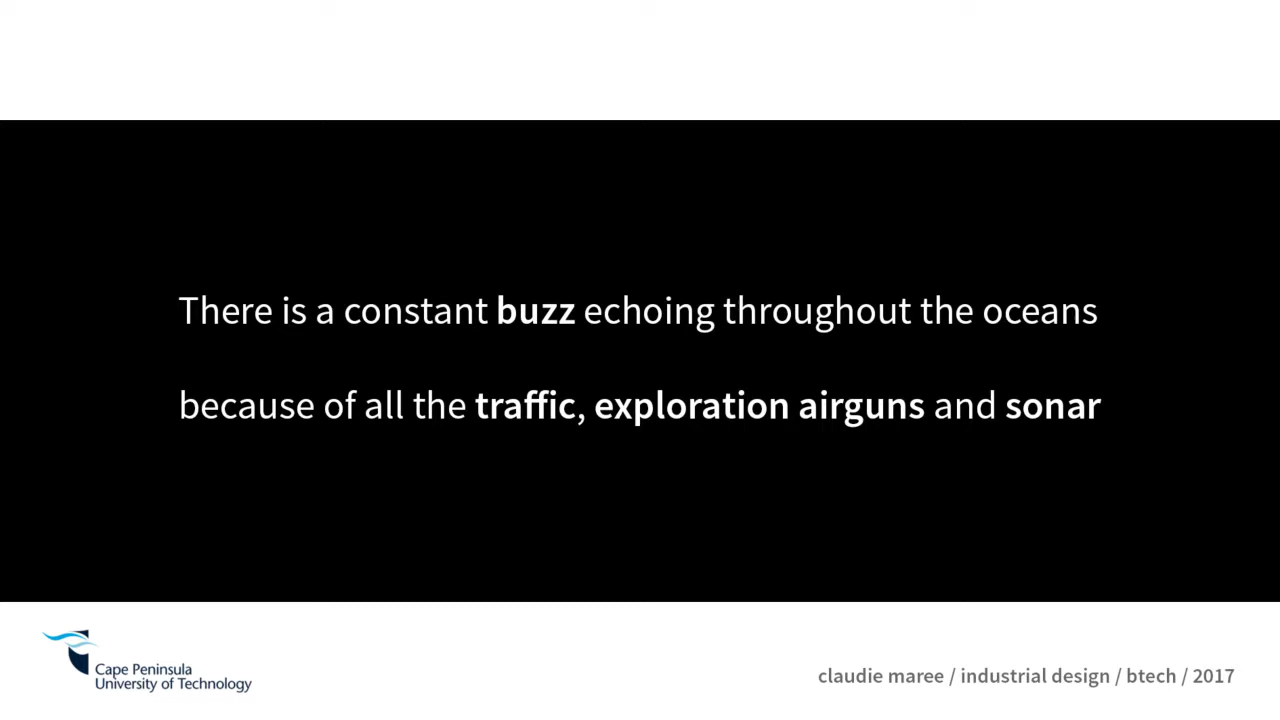 There is a constant buzz echoing throughout the oceans
because of all the traffic, exploration airguns and sonar
Cape Peninsula
University of Technology
claudie maree / industrial design / btech / 2017